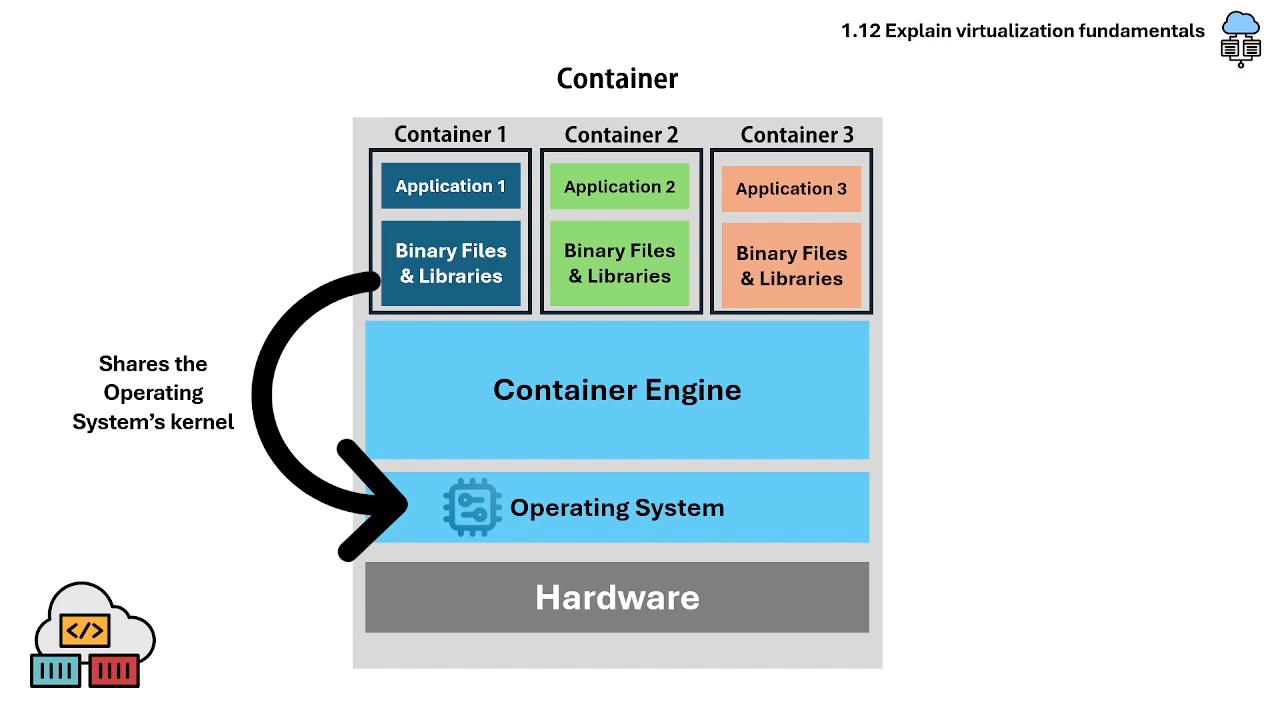 1.12 Explain virtualization fundamentals
Container
Container 1
Container 2
Container 3
Application 1
Application 2
Application 3
Binary Files
& Libraries
Binary Files
& Libraries
Binary Files
& Libraries
Shares the
Operating
System's kernel
Container Engine
Operating System
Hardware
</>